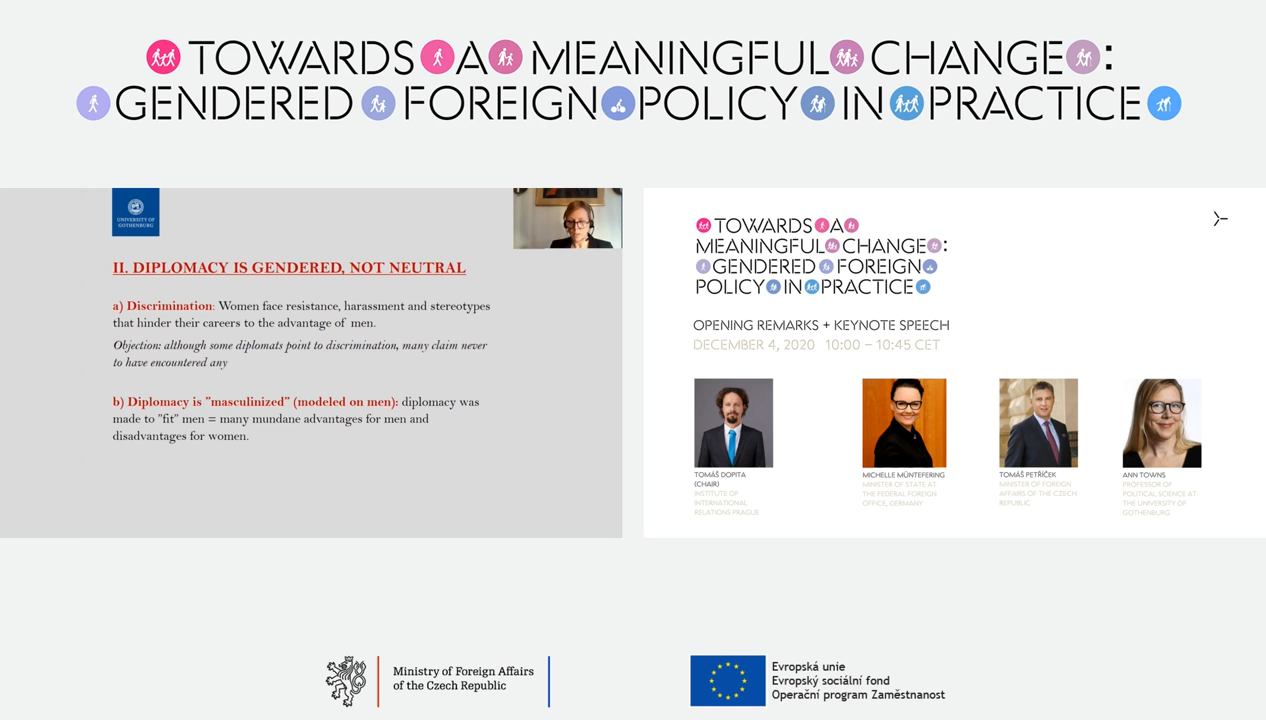 TOWARDS A MEANINGFUL CHANGE:
GENDERED FOREIGN POLICY IN PRACTICE
UNIVERSITY OF
GOTHENBURG
II. DIPLOMACY IS GENDERED, NOT NEUTRAL
a) Discrimination: Women face resistance, harassment and stereotypes
that hinder their careers to the advantage of men.
Objection: although some diplomats point to discrimination, many claim never
to have encountered any
b) Diplomacy is ”masculinized” (modeled on men): diplomacy was
made to ”fit” men = many mundane advantages for men and
disadvantages for women.
TOWARDS A
MEANINGFUL CHANGE:
GENDERED FOREIGN
POLICY IN PRACTICE
OPENING REMARKS + KEYNOTE SPEECH
DECEMBER 4, 2020 10:00 – 10:45 CET
TOMÁŠ DOPITA
(CHAIR)
INSTITUTE OF
INTERNATIONAL
RELATIONS PRAGUE
MICHELLE MÜNTEFERING
MINISTER OF STATE AT
THE FEDERAL FOREIGN
OFFICE, GERMANY
TOMÁŠ PETŘÍČEK
MINISTER OF FOREIGN
AFFAIRS OF THE CZECH
REPUBLIC
ANN TOWNS
PROFESSOR OF
POLITICAL SCIENCE AT
THE UNIVERSITY OF
GOTHENBURG
Ministry of Foreign Affairs
of the Czech Republic
Evropská unie
Evropský sociální fond
Operační program Zaměstnanost